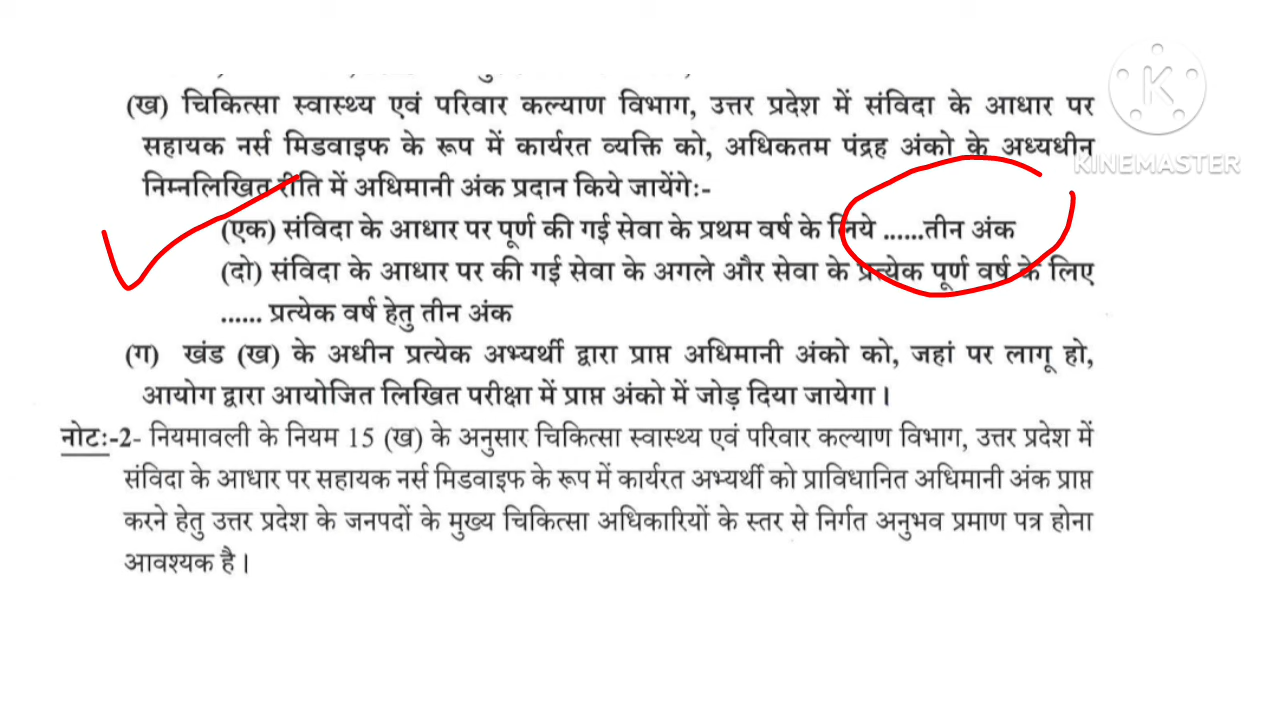 (ख) चिकित्सा स्वास्थ्य एवं परिवार कल्याण विभाग, उत्तर प्रदेश में संविदा के आधार पर
सहायक नर्स मिडवाइफ के रूप में कार्यरत व्यक्ति को, अधिकतम पंद्रह अंको के अध्यधीन
निम्नलिखित रीति में अधिमानी अंक प्रदान किये जायेंगेः-
(एक) संविदा के आधार पर पूर्ण की गई सेवा के प्रथम वर्ष के लिये ......तीन अंक
(दो) संविदा के आधार पर की गई सेवा के अगले और सेवा के प्रत्येक पूर्ण वर्ष के लिए
...... प्रत्येक वर्ष हेतु तीन अंक
(ग) खंड (ख) के अधीन प्रत्येक अभ्यर्थी द्वारा प्राप्त अधिमानी अंको को, जहां पर लागू हो,
आयोग द्वारा आयोजित लिखित परीक्षा में प्राप्त अंको में जोड़ दिया जायेगा।
नोटः-2- नियमावली के नियम 15 (ख) के अनुसार चिकित्सा स्वास्थ्य एवं परिवार कल्याण विभाग, उत्तर प्रदेश में
संविदा के आधार पर सहायक नर्स मिडवाइफ के रूप में कार्यरत अभ्यर्थी को प्राविधानित अधिमानी अंक प्राप्त
करने हेतु उत्तर प्रदेश के जनपदों के मुख्य चिकित्सा अधिकारियों के स्तर से निर्गत अनुभव प्रमाण पत्र होना
आवश्यक है।
K
KINEMASTER